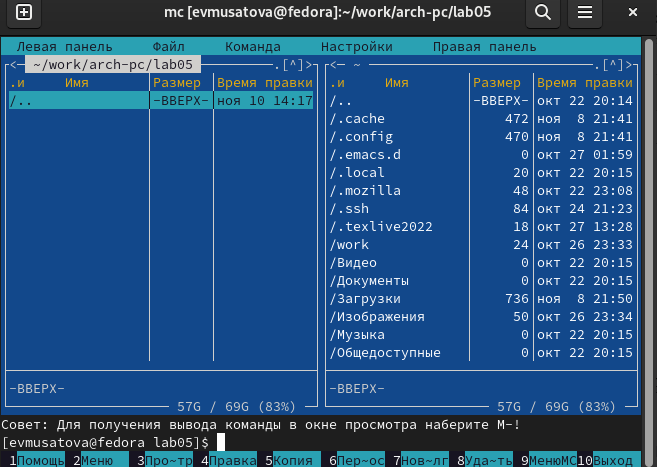 mc [evmusatova@fedora]:~/work/arch-pc/lab05
Левая панель Файл Команда Настройки Правая панель
<— ~/work/arch-pc/lab05 .[^]>
.и Имя Размер Время правки
/.. -ВВЕРХ- ноя 10 14:17
-ВВЕРХ-
57G / 69G (83%)
<— ~ .[^]>
.и Имя Размер Время правки
/.. -ВВЕРХ- окт 22 20:14
/.cache 472 ноя 8 21:41
/.config 470 ноя 8 21:41
/.emacs.d 0 окт 27 01:59
/.local 20 окт 22 20:15
/.mozilla 48 окт 22 23:08
/.ssh 84 окт 24 21:23
/.texlive2022 18 окт 27 13:28
/work 24 окт 26 23:33
/Видео 0 окт 22 20:15
/Документы 0 окт 22 20:15
/Загрузки 736 ноя 8 21:50
/Изображения 50 окт 26 23:34
/Музыка 0 окт 22 20:15
/Общедоступные 0 окт 22 20:15
-ВВЕРХ-
57G / 69G (83%)
Совет: Для получения вывода команды в окне просмотра наберите M-!
[evmusatova@fedora lab05]$
1Помощь 2Меню 3Про~тр 4Правка 5Копия 6Пер~ос 7Нов~лг 8Уда~ть 9МенюMC 10Выход